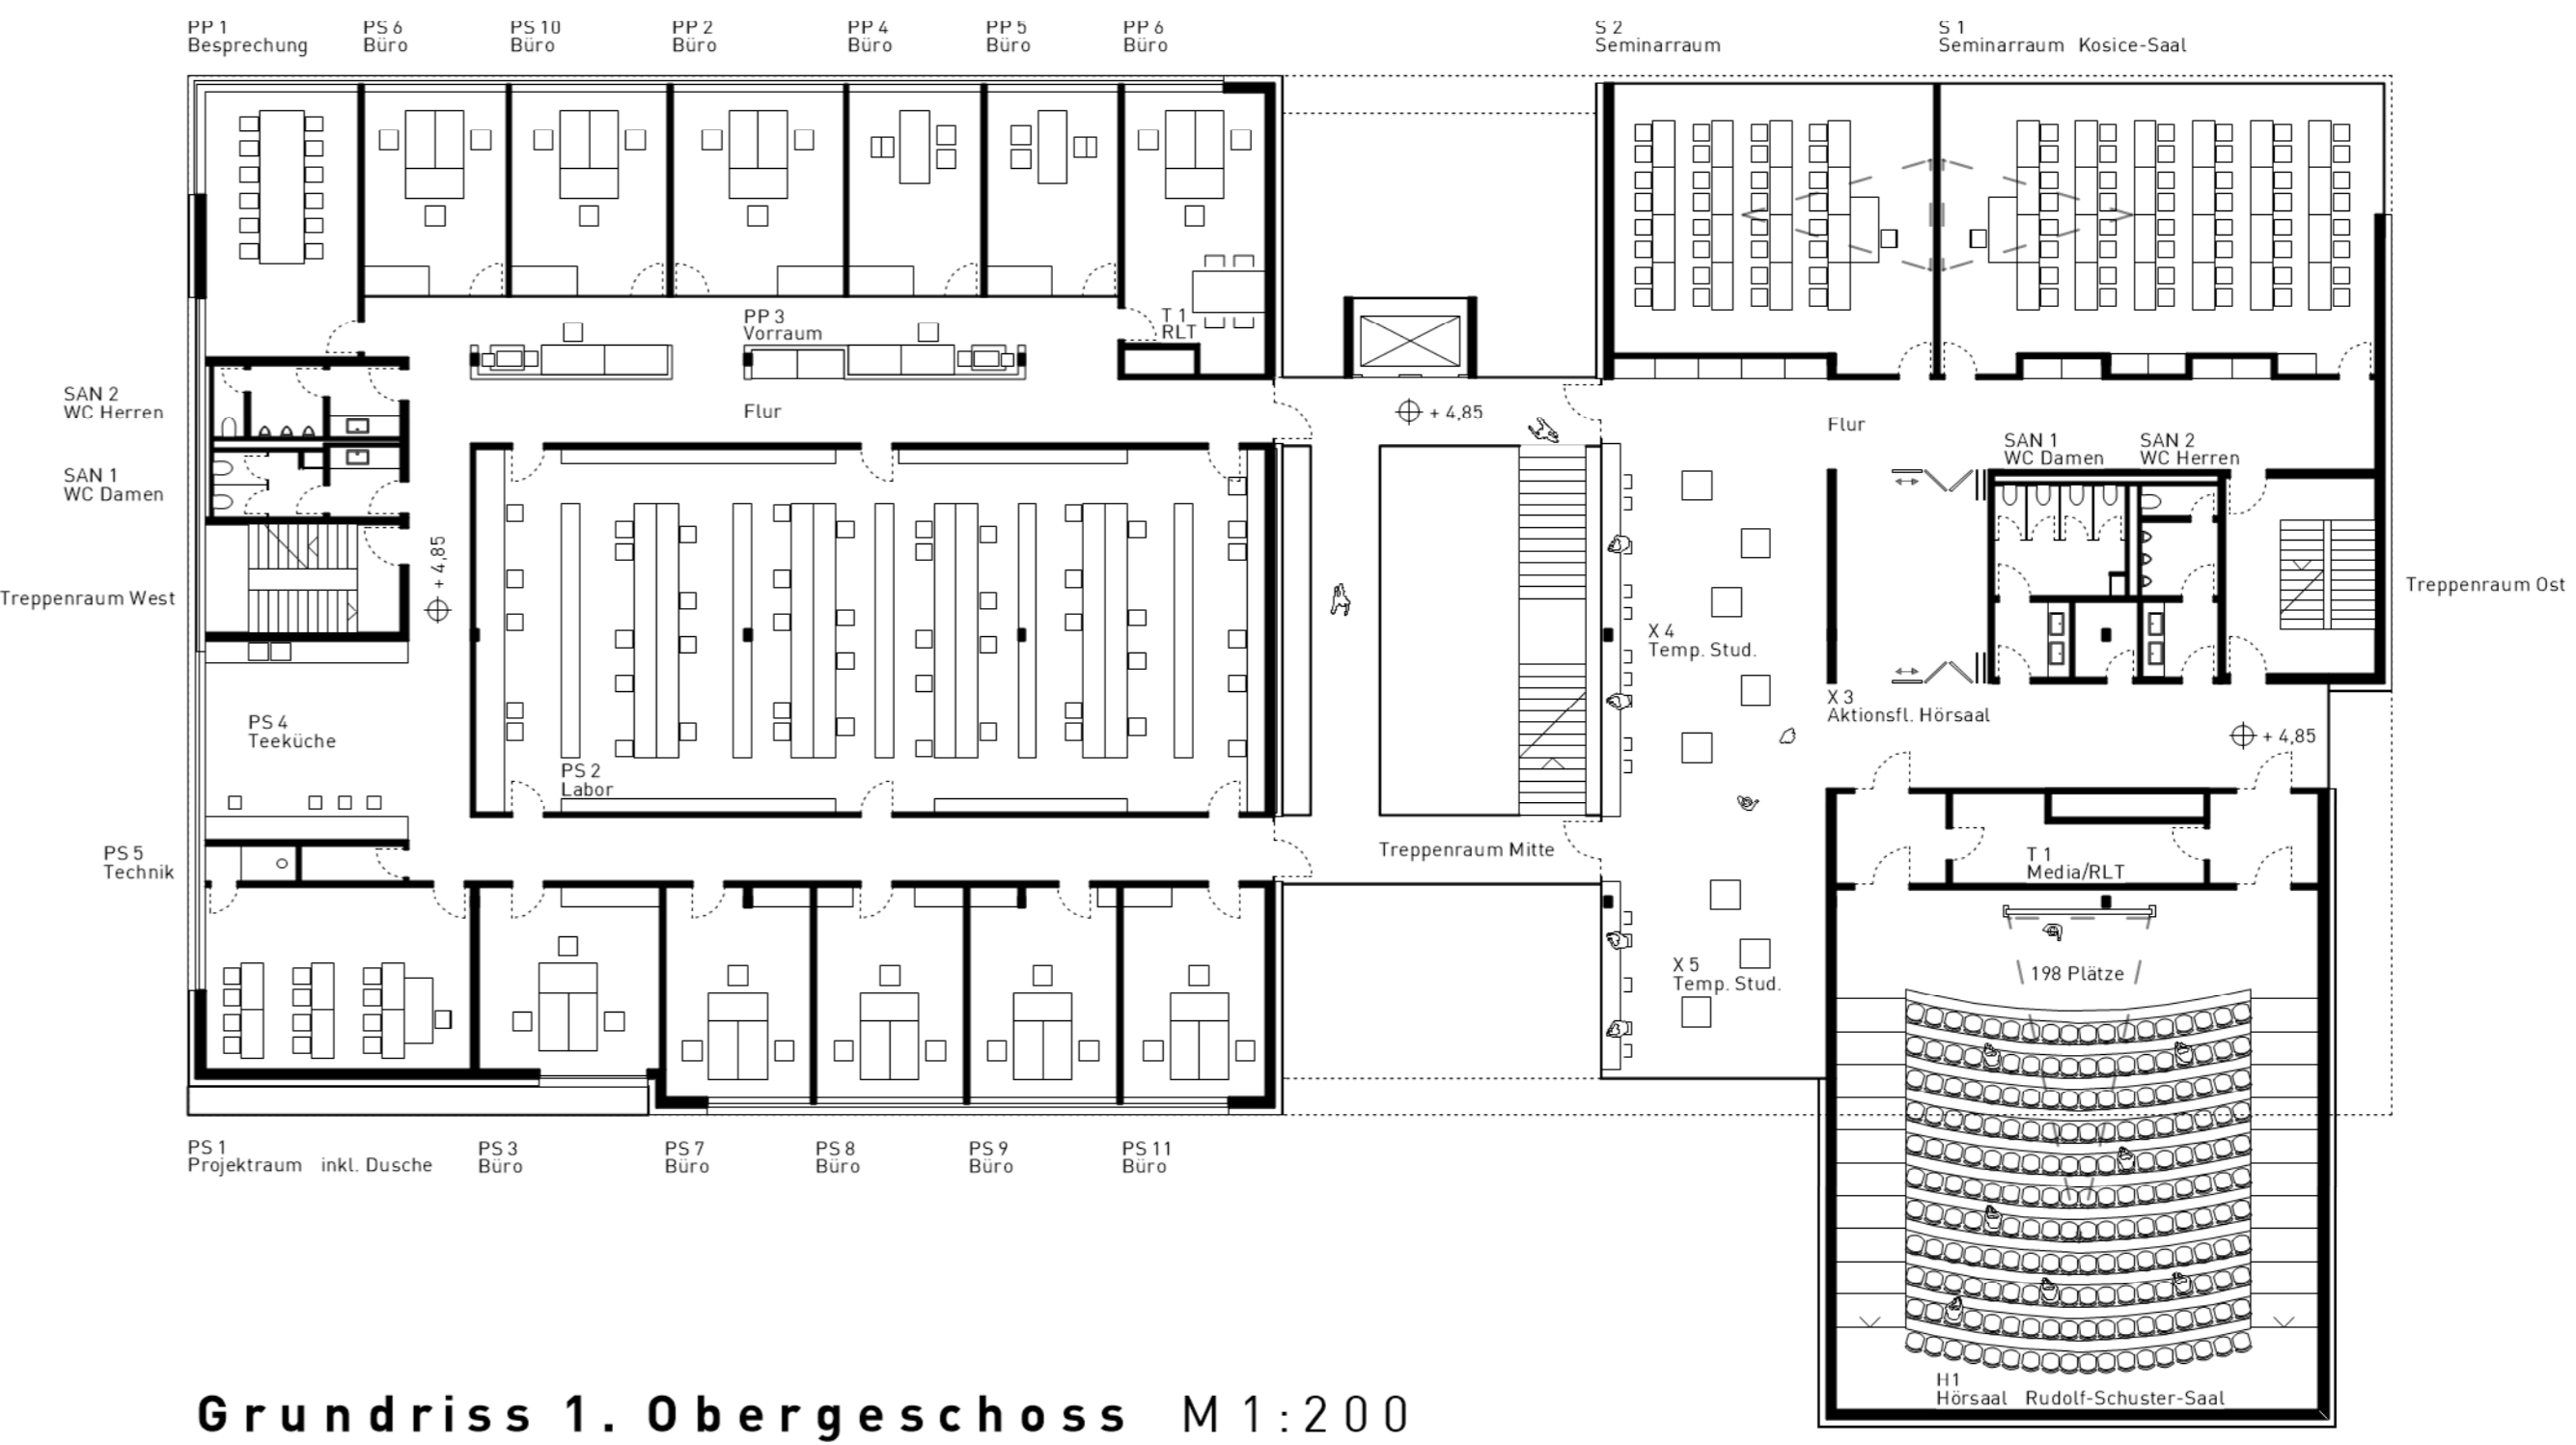 PP 1
Besprechung
PS 6
Büro
PS 10
Büro
PP 2
Büro
PP 4
Büro
PP 5
Büro
PP 6
Büro
S 2
Seminarraum
S 1
Seminarraum Kosice-Saal
PP 3
Vorraum
T 1
RLT
SAN 2
WC Herren
Flur
+ 4,85
Flur
SAN 1
WC Damen
SAN 2
WC Herren
SAN 1
WC Damen
+ 4,85
Treppenraum West
Treppenraum Ost
X 4
Temp. Stud.
X 3
Aktionsfl. Hörsaal
PS 4
Teeküche
+ 4,85
PS 2
Labor
PS 5
Technik
Treppenraum Mitte
T 1
Media/RLT
X 5
Temp. Stud.
198 Plätze
PS 1
Projektraum inkl. Dusche
PS 3
Büro
PS 7
Büro
PS 8
Büro
PS 9
Büro
PS 11
Büro
H1
Hörsaal Rudolf-Schuster-Saal
Grundriss 1. Obergeschoss M 1:200